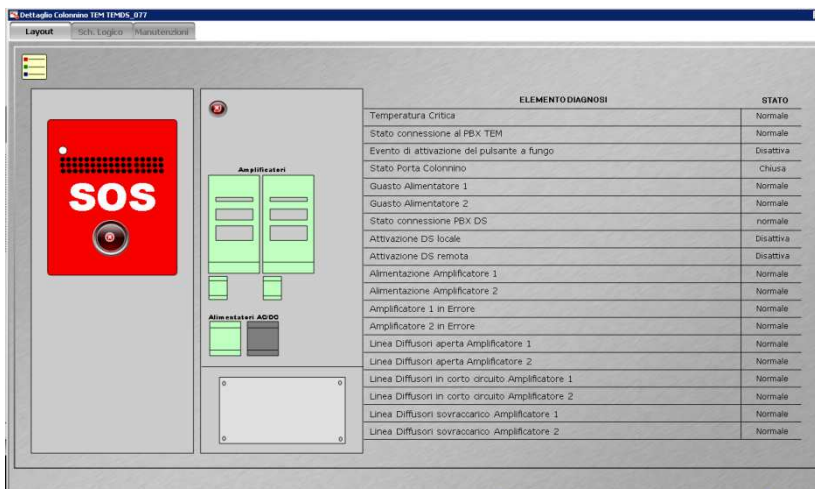 Dettaglio Colonnino TEM TEMDS_077
Layout
Sch. Logico
Manutenzioni
SOS
Amplificatori
Alimentatori AC/DC
ELEMENTO DIAGNOSI STATO
Temperatura Critica Normale
Stato connessione al PBX TEM Normale
Evento di attivazione del pulsante a fungo Disattiva
Stato Porta Colonnino Chiusa
Guasto Alimentatore 1 Normale
Guasto Alimentatore 2 Normale
Stato connessione PBX DS normale
Attivazione DS locale Disattiva
Attivazione DS remota Disattiva
Alimentazione Amplificatore 1 Normale
Alimentazione Amplificatore 2 Normale
Amplificatore 1 in Errore Normale
Amplificatore 2 in Errore Normale
Linea Diffusori aperta Amplificatore 1 Normale
Linea Diffusori aperta Amplificatore 2 Normale
Linea Diffusori in corto circuito Amplificatore 1 Normale
Linea Diffusori in corto circuito Amplificatore 2 Normale
Linea Diffusori sovraccarico Amplificatore 1 Normale
Linea Diffusori sovraccarico Amplificatore 2 Normale